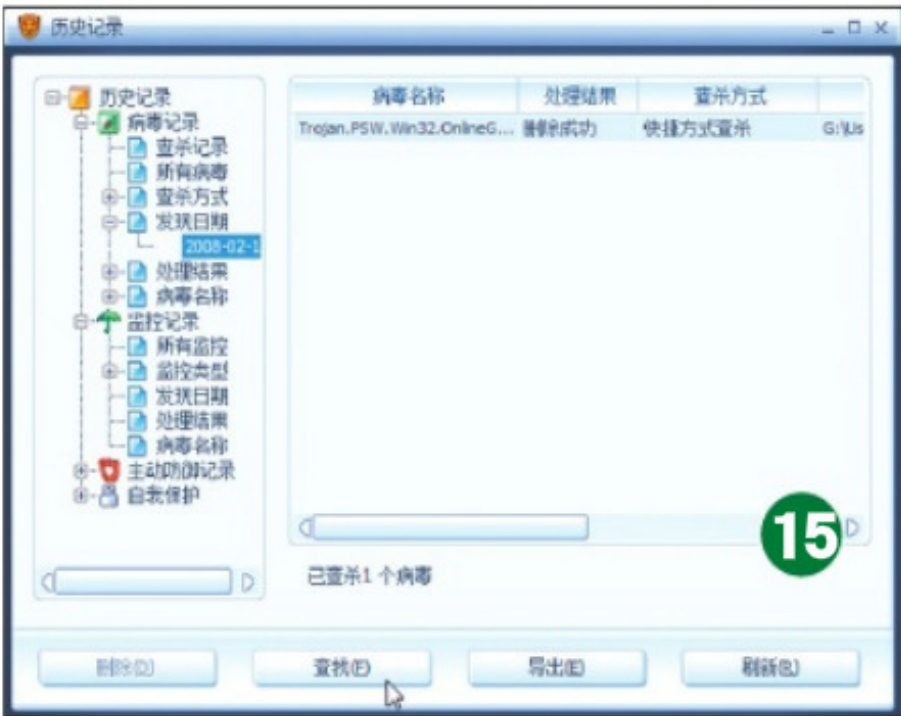 历史记录
历史记录
病毒记录
查杀记录
所有病毒
查杀方式
发现日期
2008-02-1
处理结果
病毒名称
监控记录
所有监控
监控类型
发现日期
处理结果
病毒名称
主动防御记录
自我保护
病毒名称 处理结果 查杀方式
Trojan.PSW.Win32.OnlineG... 删除成功 快捷方式查杀 G:\Us
15
已查杀1 个病毒
删除(D) 查找(F) 导出(E) 刷新(R)